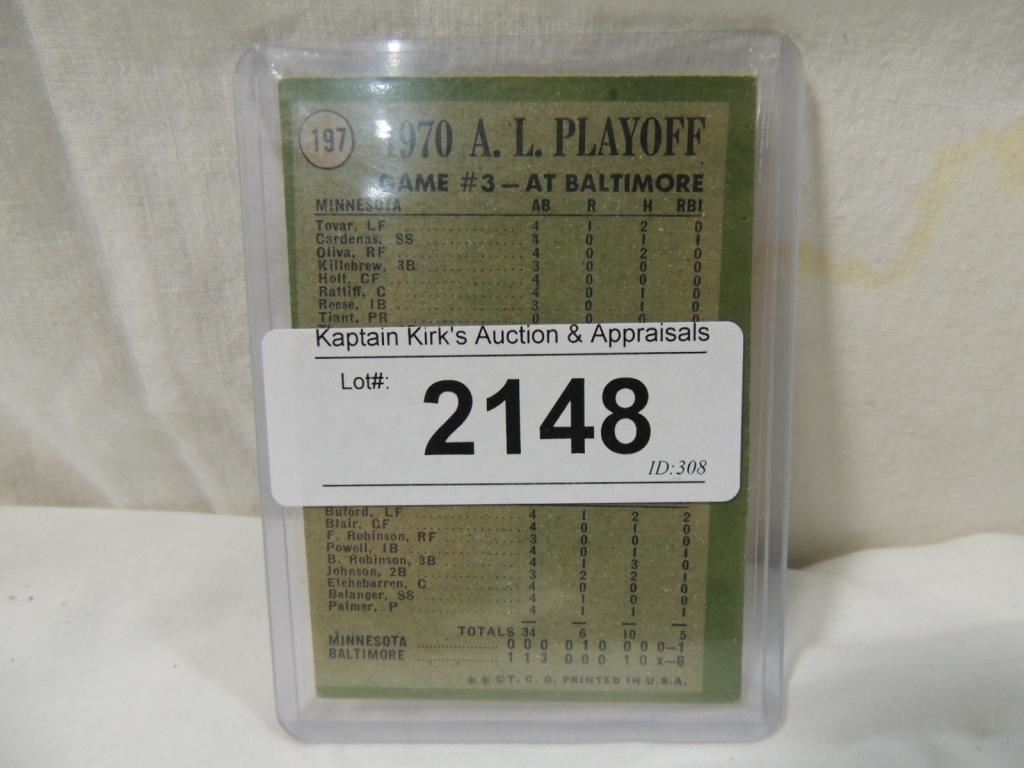 197
1970 A. L. PLAYOFF
GAME #3 — AT BALTIMORE
MINNESOTA AB R H RBI
Tovar, LF 4 1 2 0
Cardenas, SS 4 0 1 1
Oliva, RF 4 0 2 0
Killebrew, 3B 3 0 0 0
Holt, CF 4 0 0 0
Ratliff, C 4 0 1 0
Reese, 1B 3 0 1 0
Tiant, PR 0 0 0 0
Kaptain Kirk's Auction & Appraisals
Lot#:
2148
ID:308
Buford, LF 4 1 2 2
Blair, CF 4 0 0 0
F. Robinson, RF 3 1 1 0
Powell, 1B 4 0 1 1
B. Robinson, 3B 4 1 3 0
Johnson, 2B 3 2 2 1
Etchebarren, C 4 0 0 0
Belanger, SS 4 1 0 0
Palmer, P 4 1 1 1
TOTALS 34 6 10 5
MINNESOTA 0 0 0 0 1 0 0 0 0—1
BALTIMORE 1 1 3 0 0 0 1 0 x—6
** © T. C. G. PRINTED IN U.S.A.